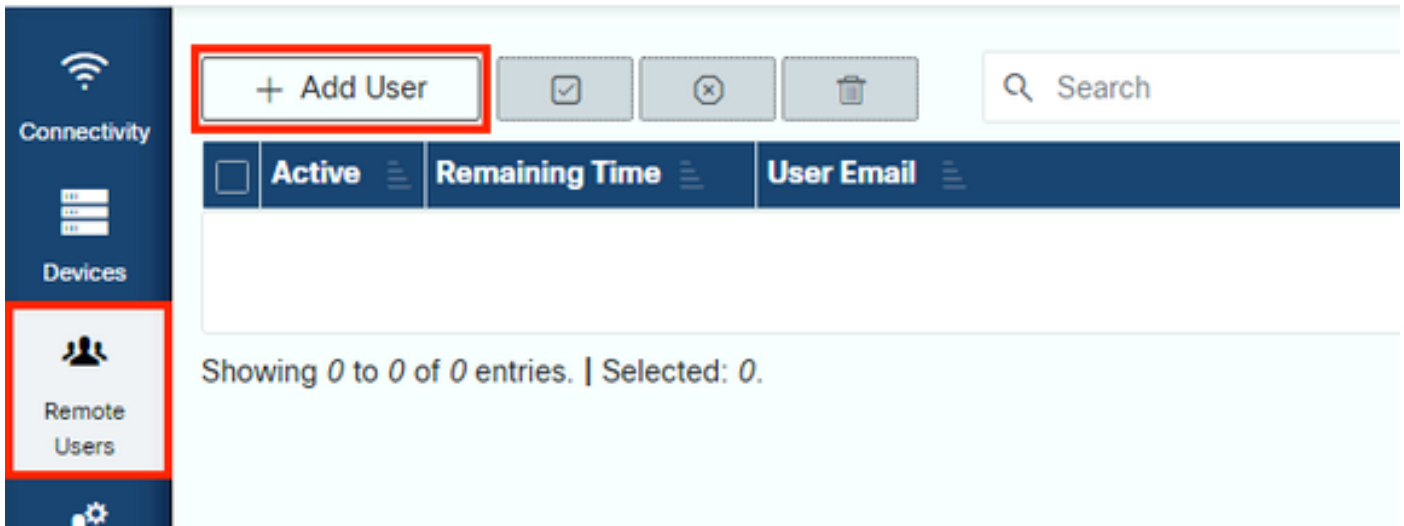 Connectivity
Devices
Remote
Users
+ Add User
Search
Active
Remaining Time
User Email
Showing 0 to 0 of 0 entries. | Selected: 0.